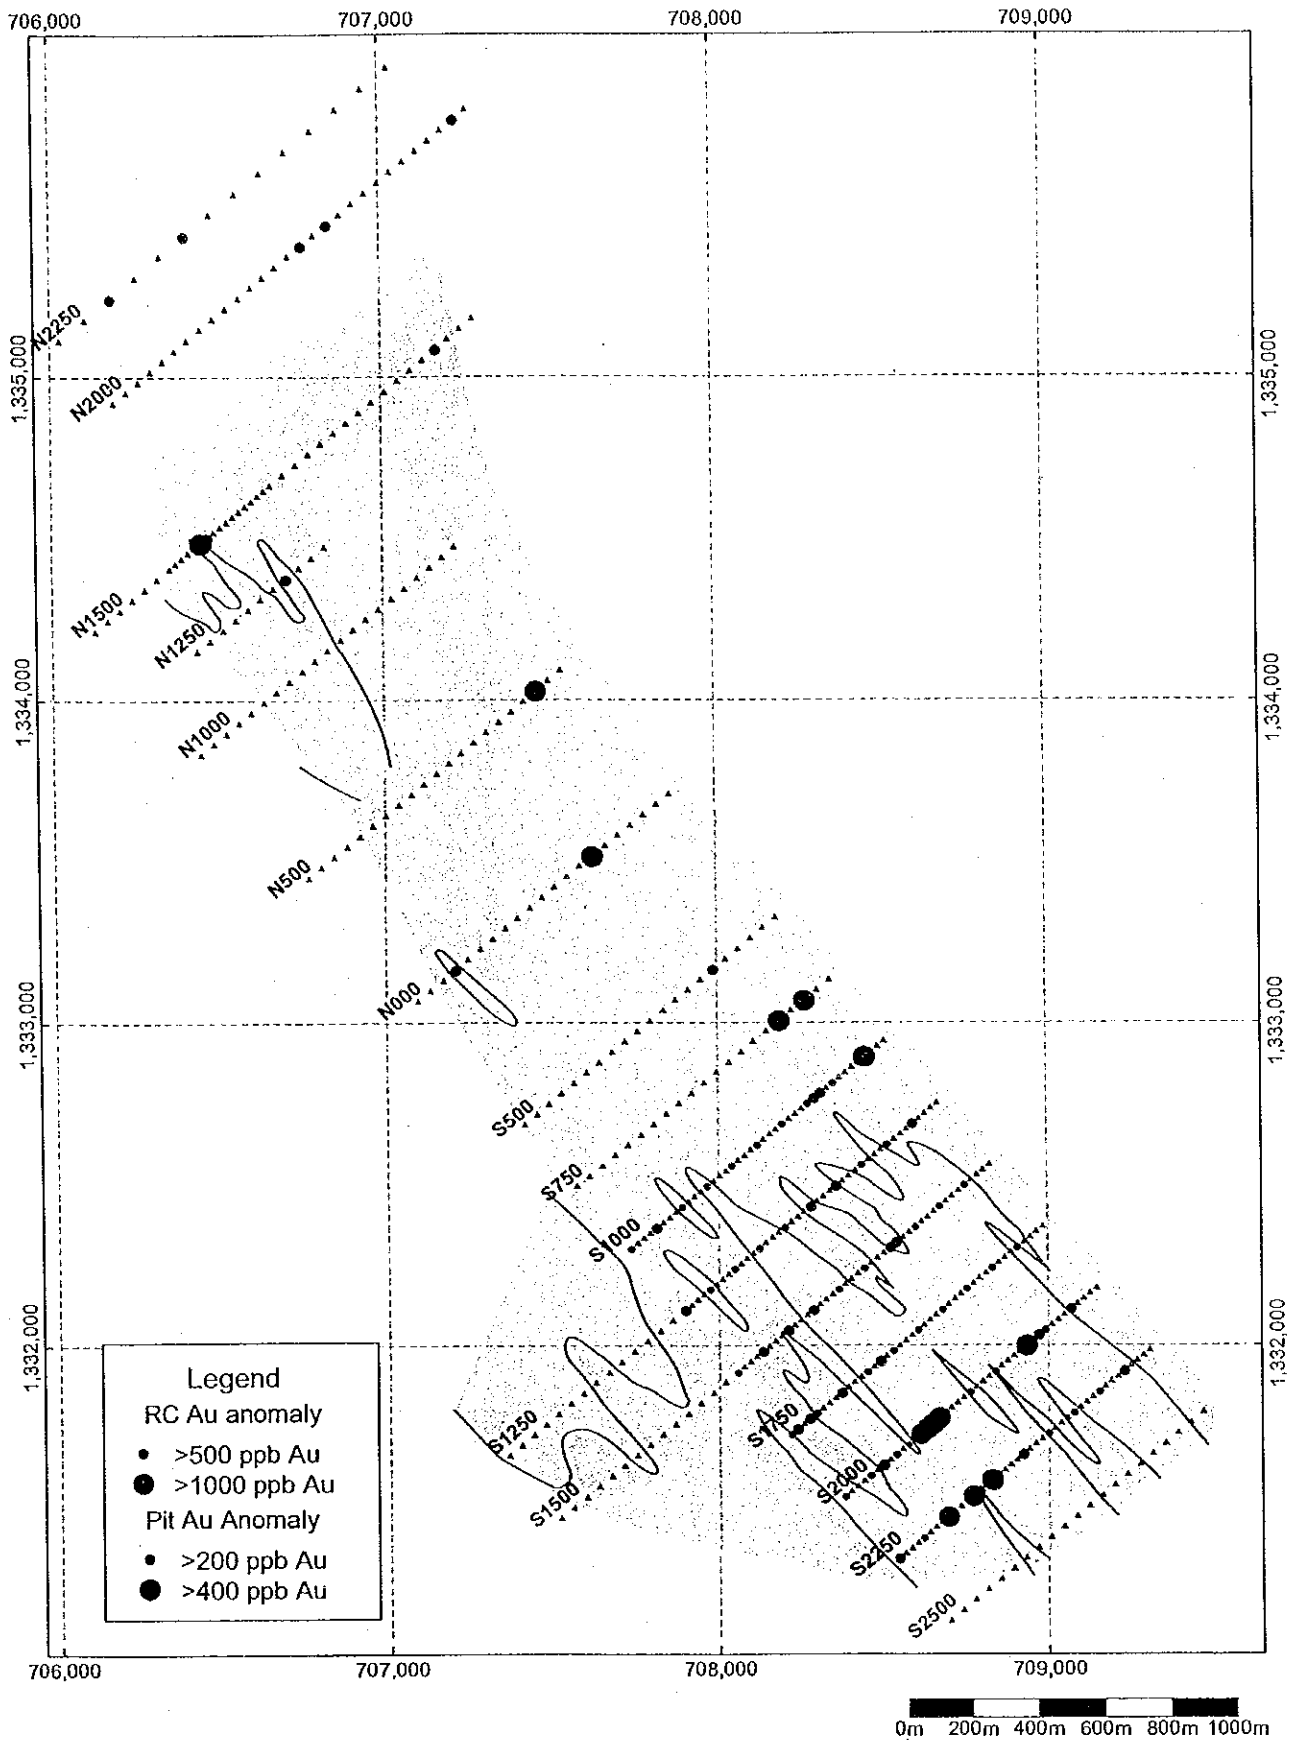 706,000 707,000 708,000 709,000
N2250
N2000
1,335,000 1,335,000
N1500
N1250
1,334,000 1,334,000
N1000
N500
N000
1,333,000 1,333,000
S500
S750
S1000
1,332,000 1,332,000
S1250
S1500
S1750
S2000
S2250
S2500
Legend
RC Au anomaly
>500 ppb Au
>1000 ppb Au
Pit Au Anomaly
>200 ppb Au
>400 ppb Au
706,000 707,000 708,000 709,000
0m 200m 400m 600m 800m 1000m